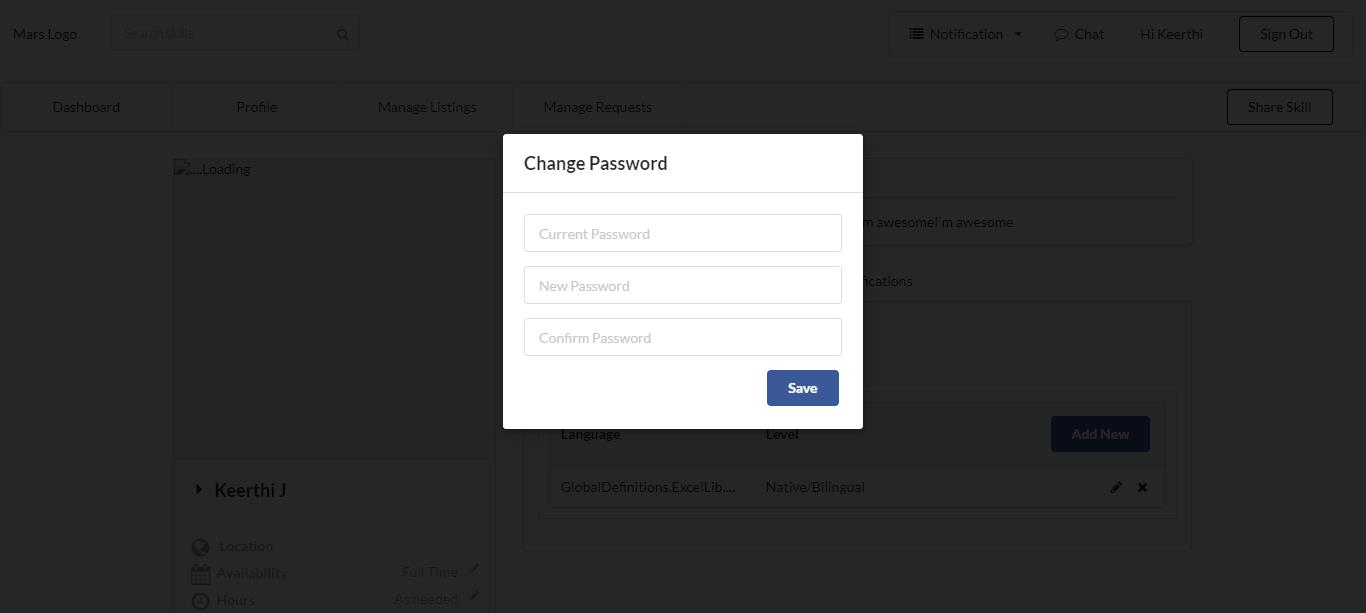 Mars Logo
Search skills
Notification
Chat
Hi Keerthi
Sign Out
Dashboard
Profile
Manage Listings
Manage Requests
Share Skill
....Loading
Change Password
Current Password
New Password
Confirm Password
Save
m awesomeI'm awesome
fications
Language
Level
Add New
GlobalDefinitions.ExcelLib....
Native/Bilingual
Keerthi J
Location
Availability
Full Time
Hours
As needed